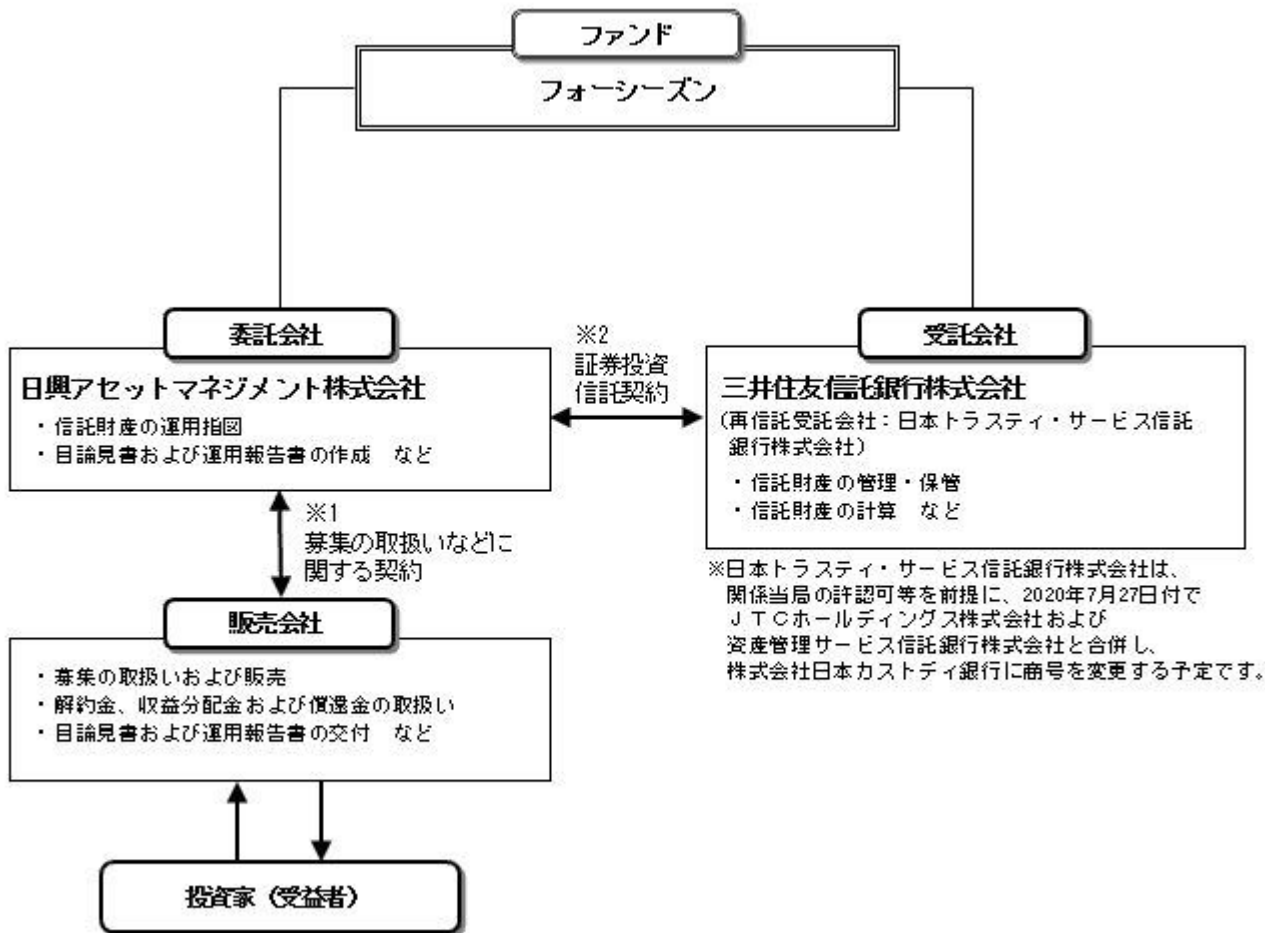 ファンド
フォーシーズン
委託会社
日興アセットマネジメント株式会社
・信託財産の運用指図
・目論見書および運用報告書の作成　など
※2
証券投資
信託契約
受託会社
三井住友信託銀行株式会社
（再信託受託会社：日本トラスティ・サービス信託
銀行株式会社）
・信託財産の管理・保管
・信託財産の計算　など
※日本トラスティ・サービス信託銀行株式会社は、
関係当局の許認可等を前提に、2020年7月27日付で
ＪＴＣホールディングス株式会社および
資産管理サービス信託銀行株式会社と合併し、
株式会社日本カストディ銀行に商号を変更する予定です。
※1
募集の取扱いなどに
関する契約
販売会社
・募集の取扱いおよび販売
・解約金、収益分配金および償還金の取扱い
・目論見書および運用報告書の交付　など
投資家（受益者）